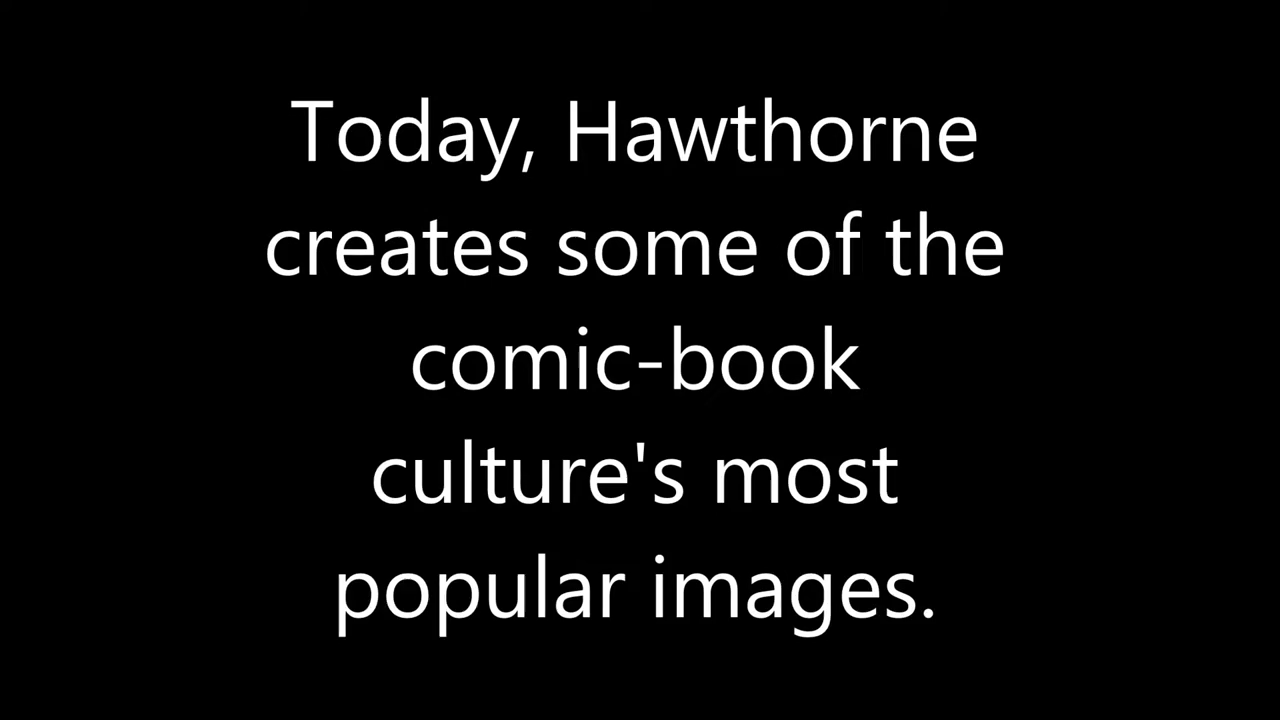 Today, Hawthorne
creates some of the
comic-book
culture's most
popular images.